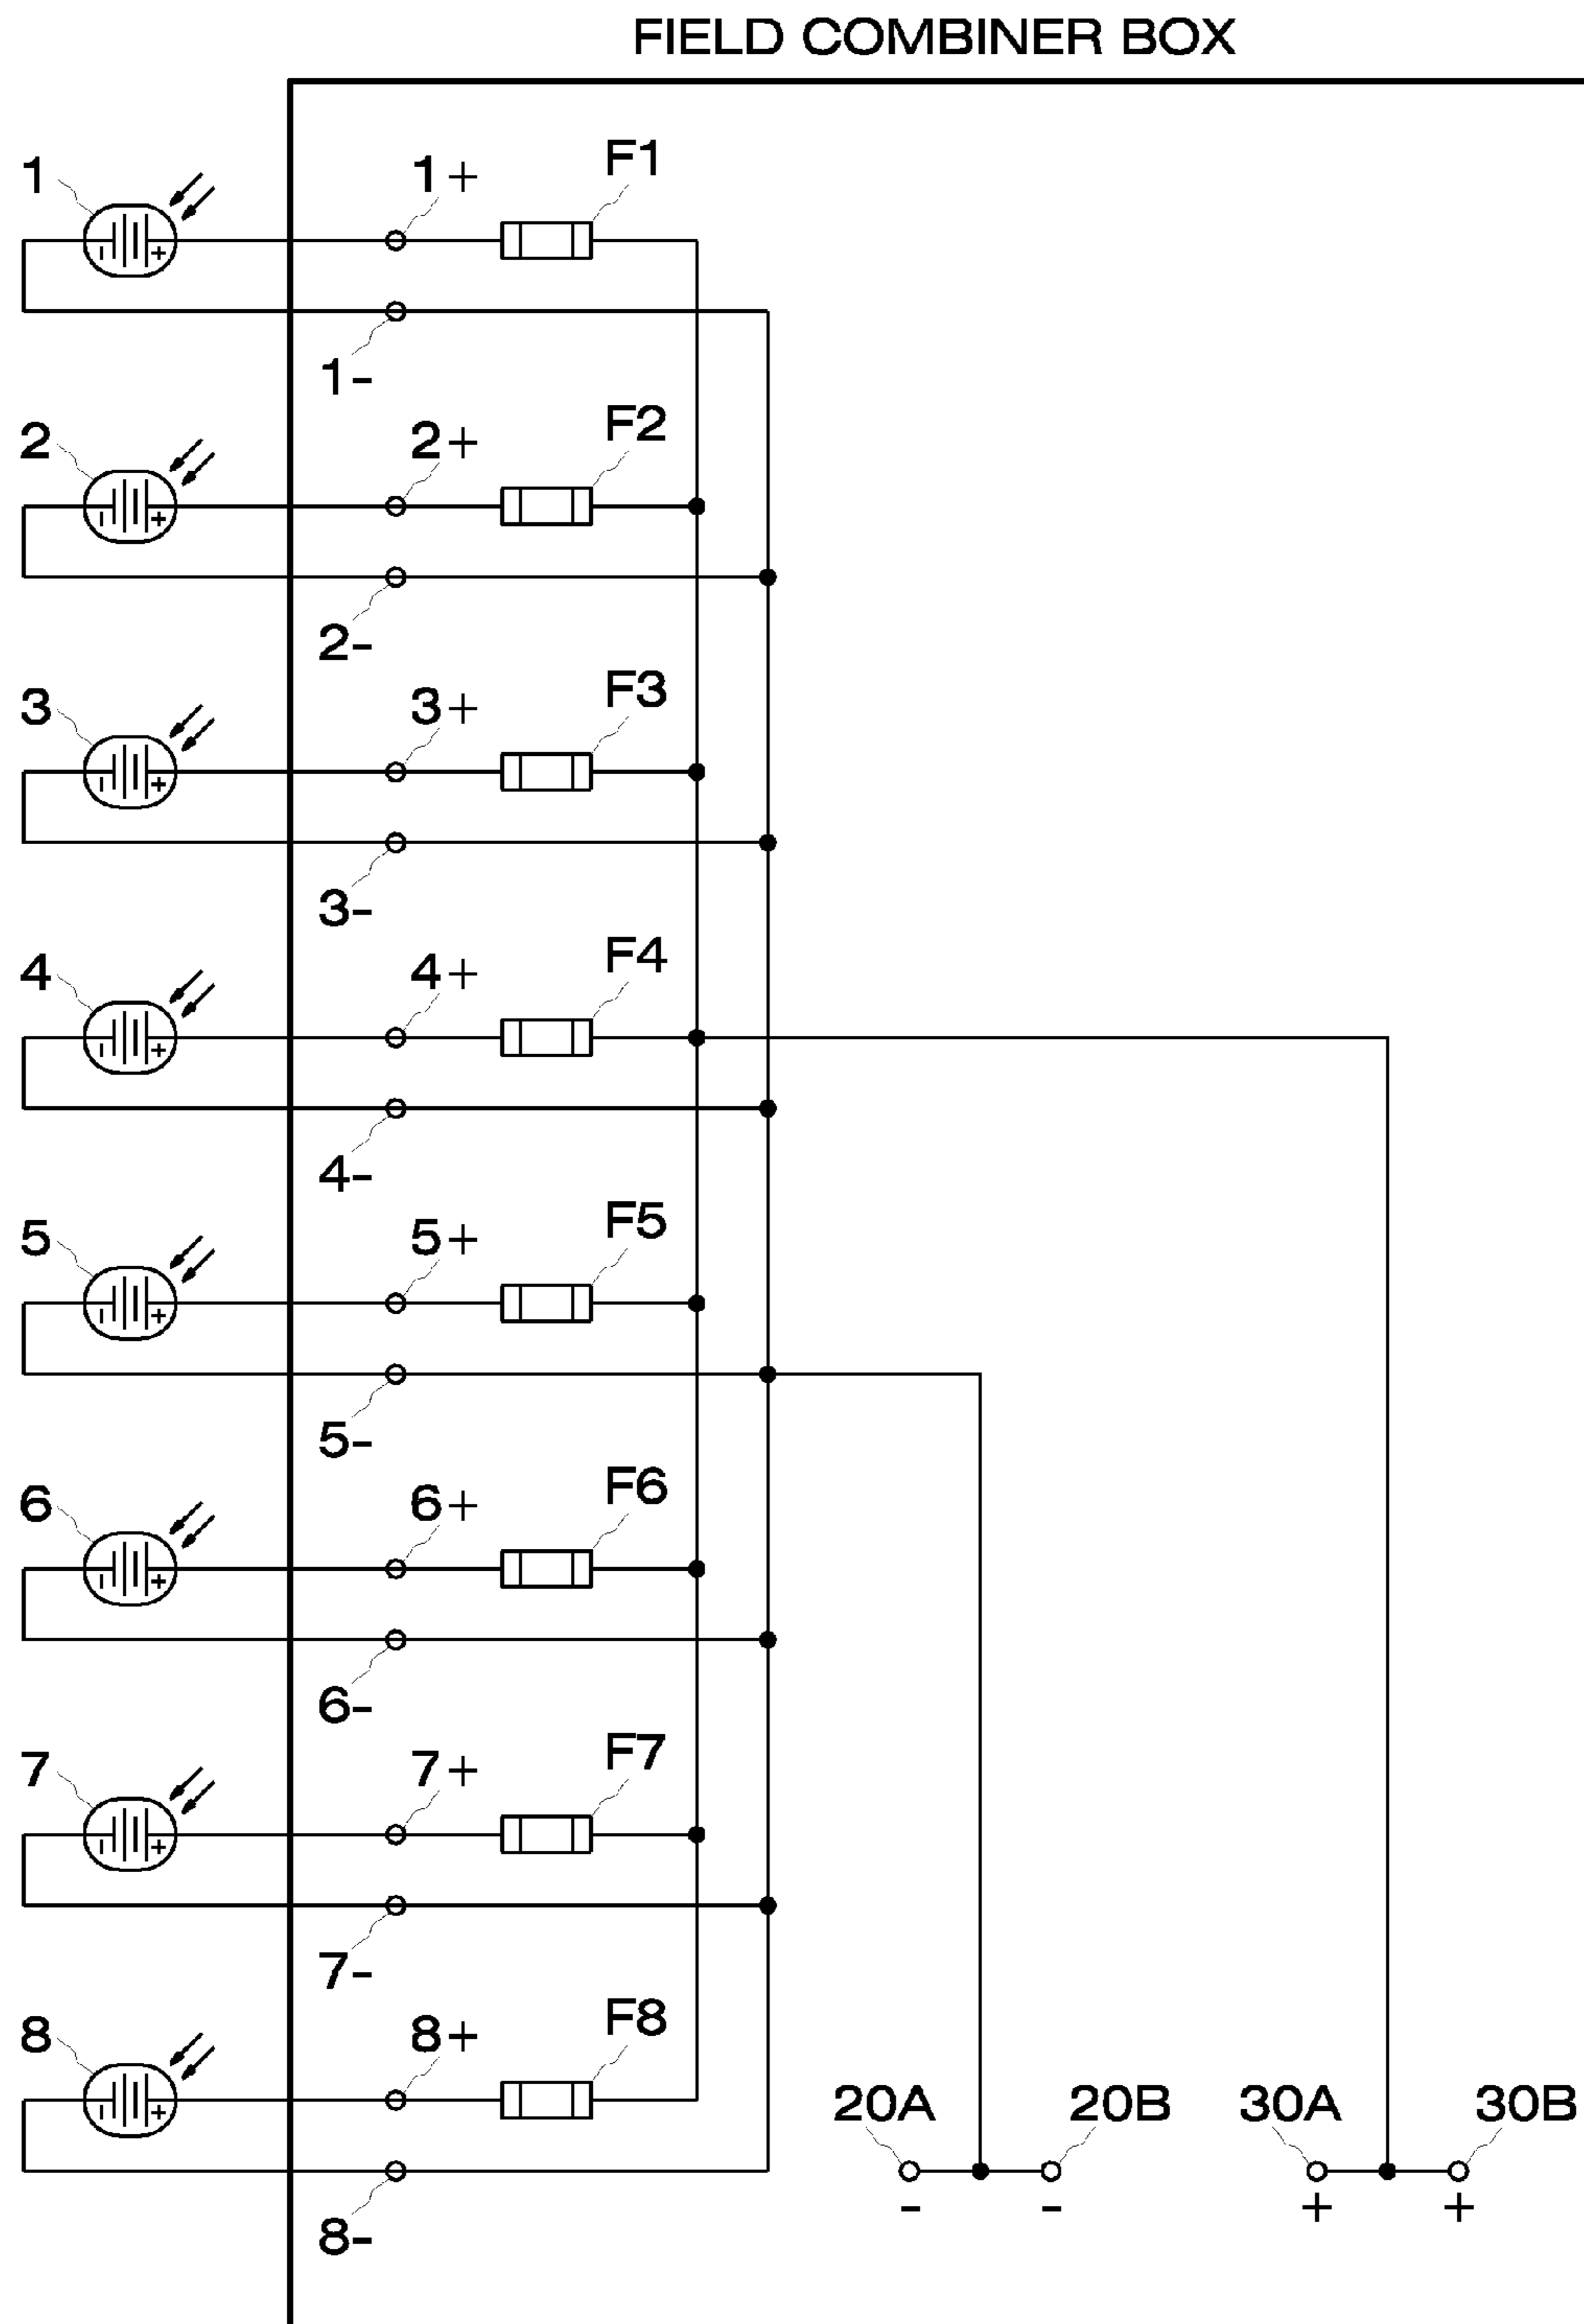 FIELD COMBINER BOX
1 1+ F1
- +
1-
2 2+ F2
- +
2-
3 3+ F3
- +
3-
4 4+ F4
- +
4-
5 5+ F5
- +
5-
6 6+ F6
- +
6-
7 7+ F7
- +
7-
8 8+ F8
- +
20A 20B 30A 30B
- - + +
8-